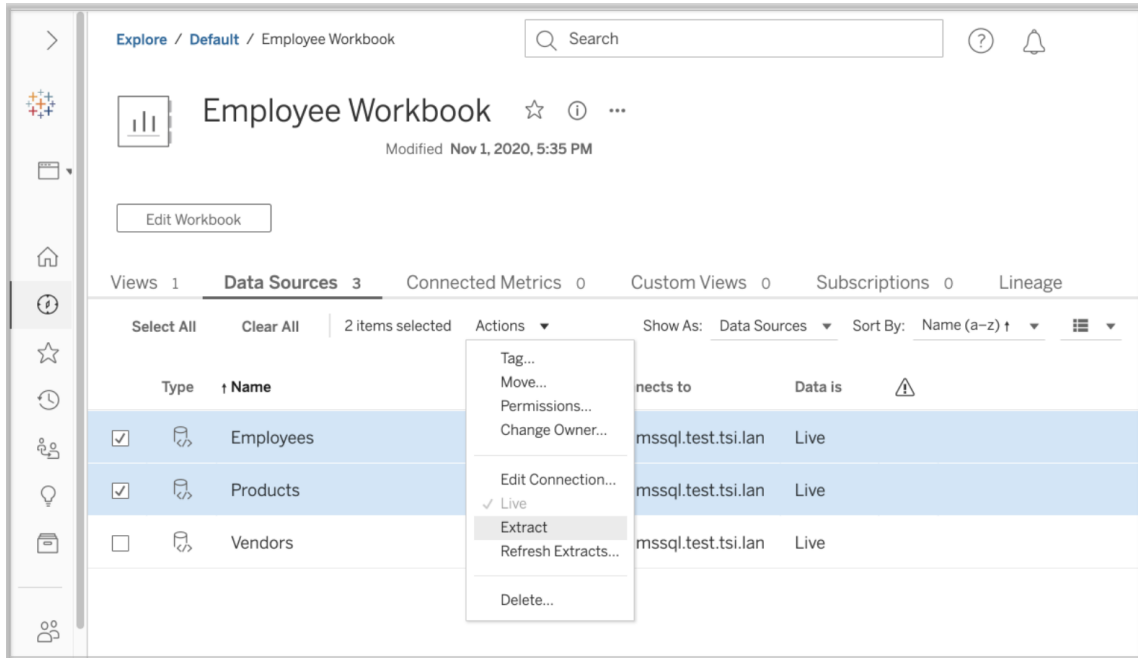 Explore / Default / Employee Workbook
Search
Employee Workbook
Modified Nov 1, 2020, 5:35 PM
Edit Workbook
Views 1 Data Sources 3 Connected Metrics 0 Custom Views 0 Subscriptions 0 Lineage
Select All Clear All 2 items selected Actions Show As: Data Sources Sort By: Name (a–z) ↑
Type ↑ Name nects to Data is
Employees mssql.test.tsi.lan Live
Products mssql.test.tsi.lan Live
Vendors mssql.test.tsi.lan Live
Tag...
Move...
Permissions...
Change Owner...
Edit Connection...
✓ Live
Extract
Refresh Extracts...
Delete...